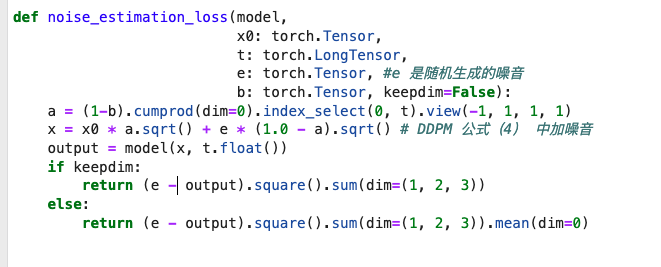 def noise_estimation_loss(model,
                          x0: torch.Tensor,
                          t: torch.LongTensor,
                          e: torch.Tensor, #e 是随机生成的噪音
                          b: torch.Tensor, keepdim=False):
    a = (1-b).cumprod(dim=0).index_select(0, t).view(-1, 1, 1, 1)
    x = x0 * a.sqrt() + e * (1.0 - a).sqrt() # DDPM 公式（4） 中加噪音
    output = model(x, t.float())
    if keepdim:
        return (e - output).square().sum(dim=(1, 2, 3))
    else:
        return (e - output).square().sum(dim=(1, 2, 3)).mean(dim=0)